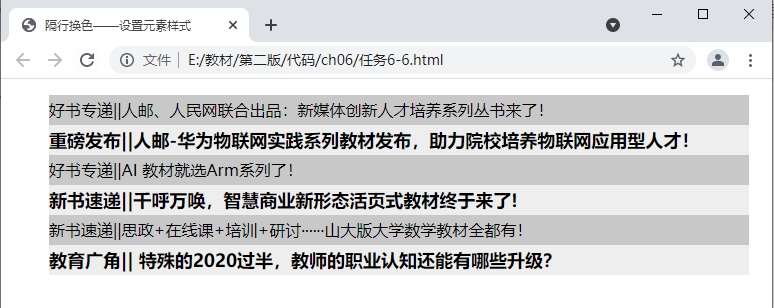 隔行换色——设置元素样式
文件 E:/教材/第二版/代码/ch06/任务6-6.html
好书专递||人邮、人民网联合出品：新媒体创新人才培养系列丛书来了！
重磅发布||人邮-华为物联网实践系列教材发布，助力院校培养物联网应用型人才！
好书专递||AI 教材就选Arm系列了！
新书速递||千呼万唤，智慧商业新形态活页式教材终于来了!
新书速递||思政+在线课+培训+研讨······山大版大学数学教材全都有！
教育广角|| 特殊的2020过半，教师的职业认知还能有哪些升级？